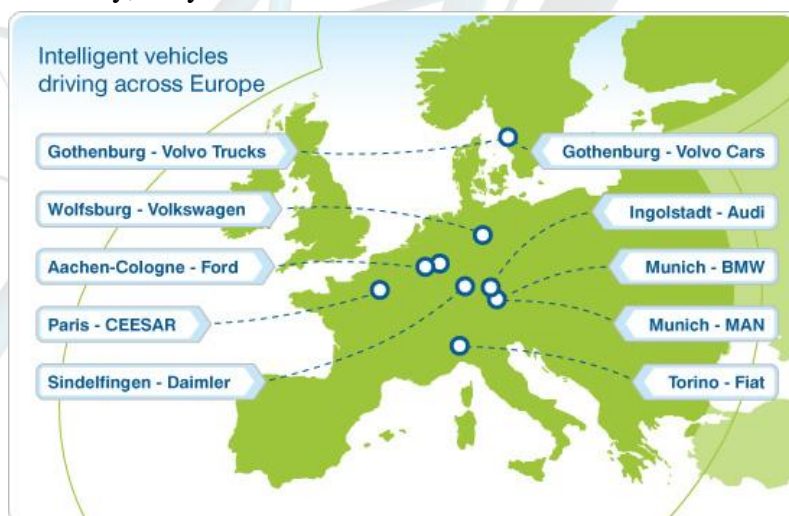 Intelligent vehicles
driving across Europe
Gothenburg - Volvo Trucks
Gothenburg - Volvo Cars
Wolfsburg - Volkswagen
Ingolstadt - Audi
Aachen-Cologne - Ford
Munich - BMW
Paris - CEESAR
Munich - MAN
Sindelfingen - Daimler
Torino - Fiat